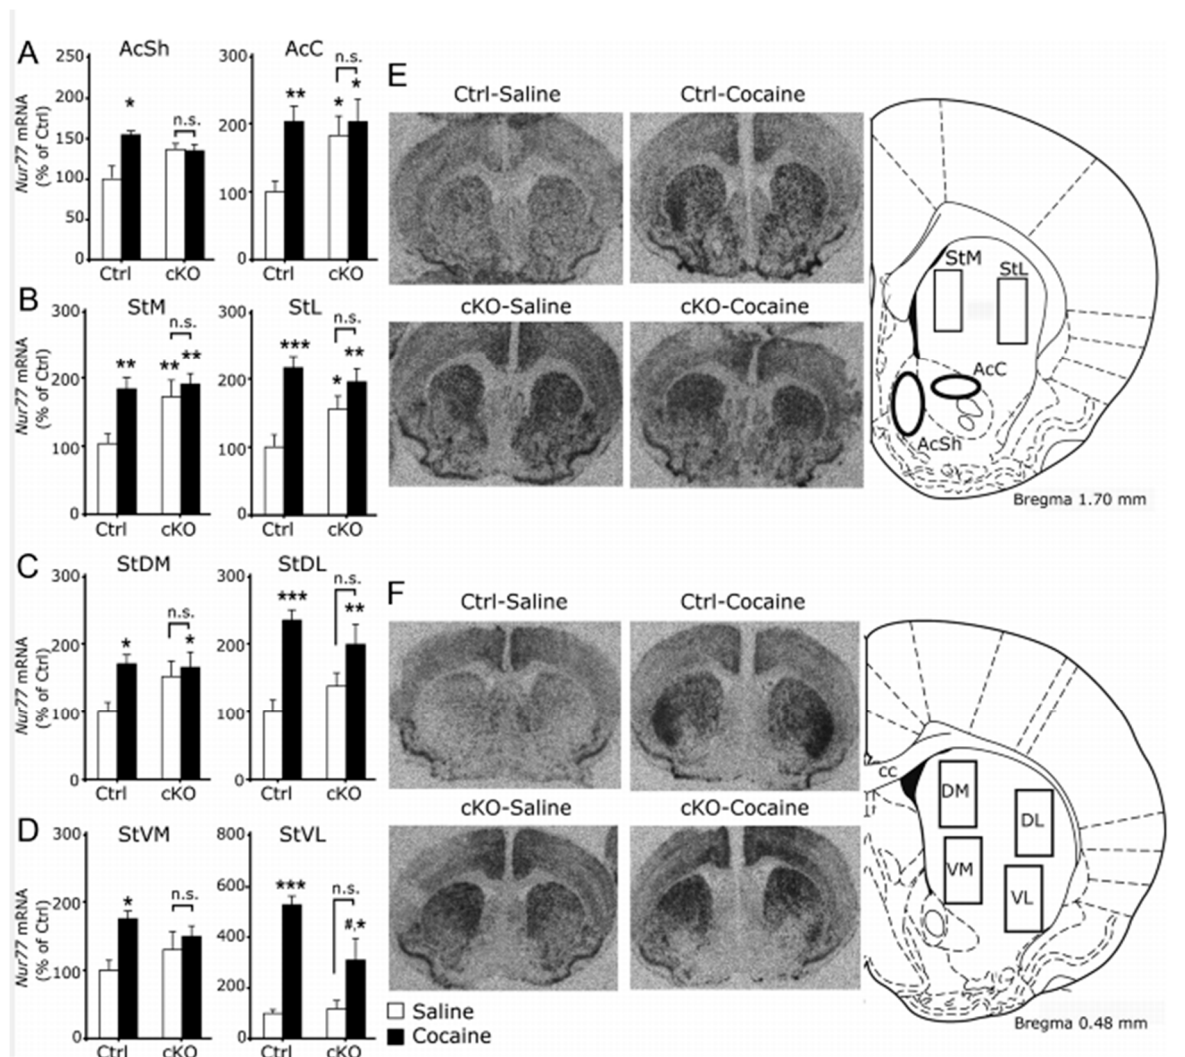 A
AcSh
AcC
Nur77 mRNA
(% of Ctrl)
250
200
150
100
50
0
*
n.s.
Ctrl
cKO
300
200
100
0
**
*
n.s.
*
Ctrl
cKO
B
StM
StL
Nur77 mRNA
(% of Ctrl)
300
200
100
0
**
**
n.s.
**
Ctrl
cKO
300
200
100
0
***
*
n.s.
**
Ctrl
cKO
C
StDM
StDL
Nur77 mRNA
(% of Ctrl)
300
200
100
0
*
n.s.
*
Ctrl
cKO
300
200
100
0
***
n.s.
**
Ctrl
cKO
D
StVM
StVL
Nur77 mRNA
(% of Ctrl)
300
200
100
0
*
n.s.
Ctrl
cKO
800
600
400
200
0
***
n.s.
#,*
Ctrl
cKO
Saline
Cocaine
E
Ctrl-Saline
Ctrl-Cocaine
cKO-Saline
cKO-Cocaine
StM
StL
AcC
AcSh
Bregma 1.70 mm
F
Ctrl-Saline
Ctrl-Cocaine
cKO-Saline
cKO-Cocaine
cc
DM
DL
VM
VL
Bregma 0.48 mm